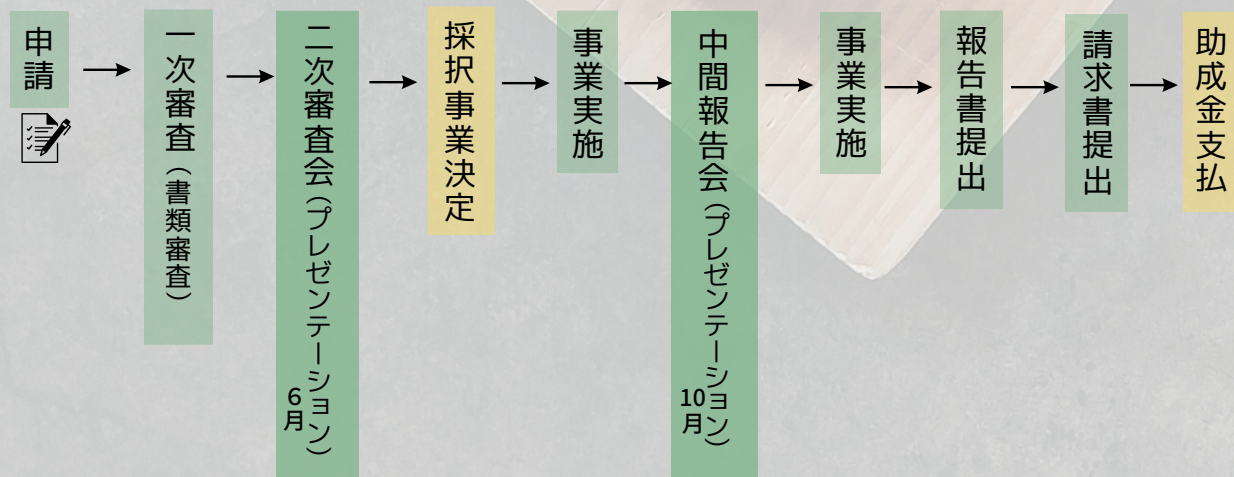 申請
一次審査（書類審査）
二次審査会（プレゼンテーション）
6月
採択事業決定
事業実施
中間報告会（プレゼンテーション）
10月
事業実施
報告書提出
請求書提出
助成金支払